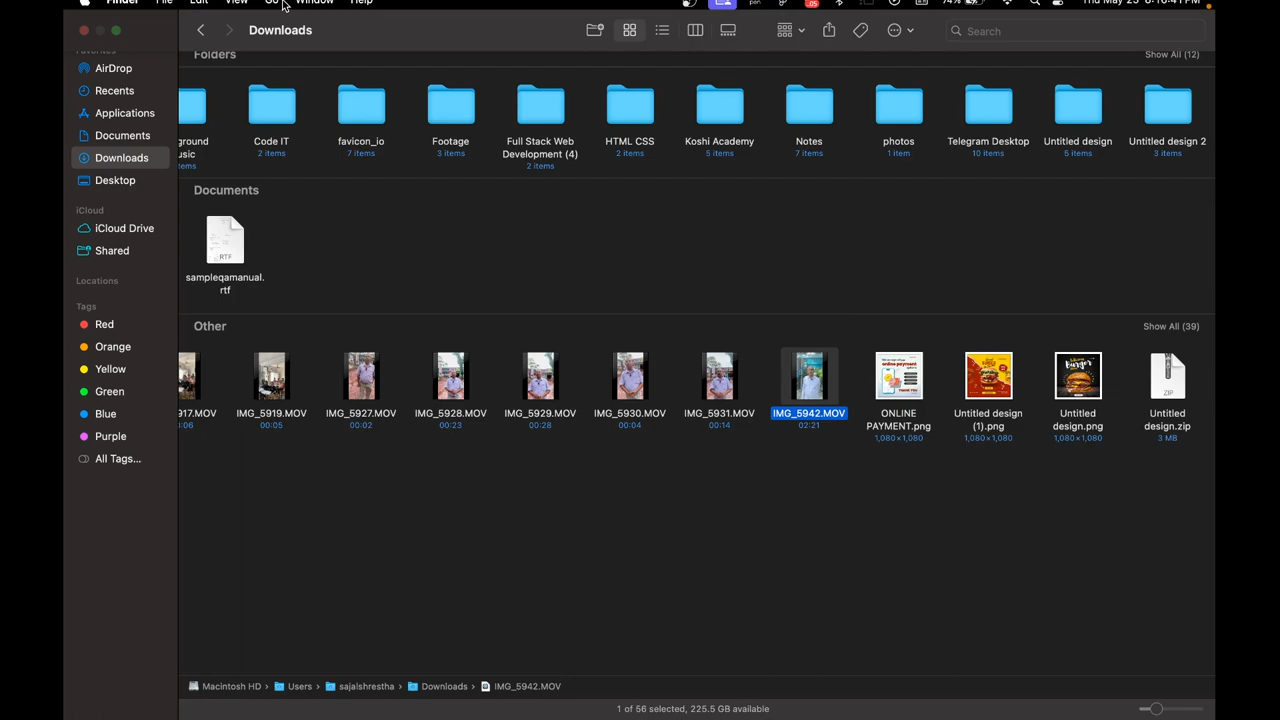 Finder File Edit View Go Window Help 74% Thu May 23 8:16:41 PM
Downloads
Search
Favorites
AirDrop
Recents
Applications
Documents
Downloads
Desktop
iCloud
iCloud Drive
Shared
Locations
Tags
Red
Orange
Yellow
Green
Blue
Purple
All Tags...
Folders
Show All (12)
Code IT
2 items
favicon_io
7 items
Footage
3 items
Full Stack Web
Development (4)
2 items
HTML CSS
2 items
Koshi Academy
5 items
Notes
7 items
photos
1 item
Telegram Desktop
10 items
Untitled design
5 items
Untitled design 2
3 items
Documents
RTF
sampleqamanual.
rtf
Other
Show All (39)
917.MOV
:06
IMG_5919.MOV
00:05
IMG_5927.MOV
00:02
IMG_5928.MOV
00:23
IMG_5929.MOV
00:28
IMG_5930.MOV
00:04
IMG_5931.MOV
00:14
IMG_5942.MOV
02:21
ONLINE
PAYMENT.png
1,080×1,080
Untitled design
(1).png
1,080×1,080
Untitled
design.png
1,080×1,080
ZIP
Untitled
design.zip
3 MB
Macintosh HD › Users › sajalshrestha › Downloads › IMG_5942.MOV
1 of 56 selected, 225.5 GB available